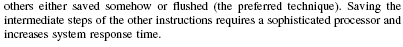 others either saved somehow or flushed (the preferred technique). Saving the
intermediate steps of the other instructions requires a sophisticated processor and
increases system response time.